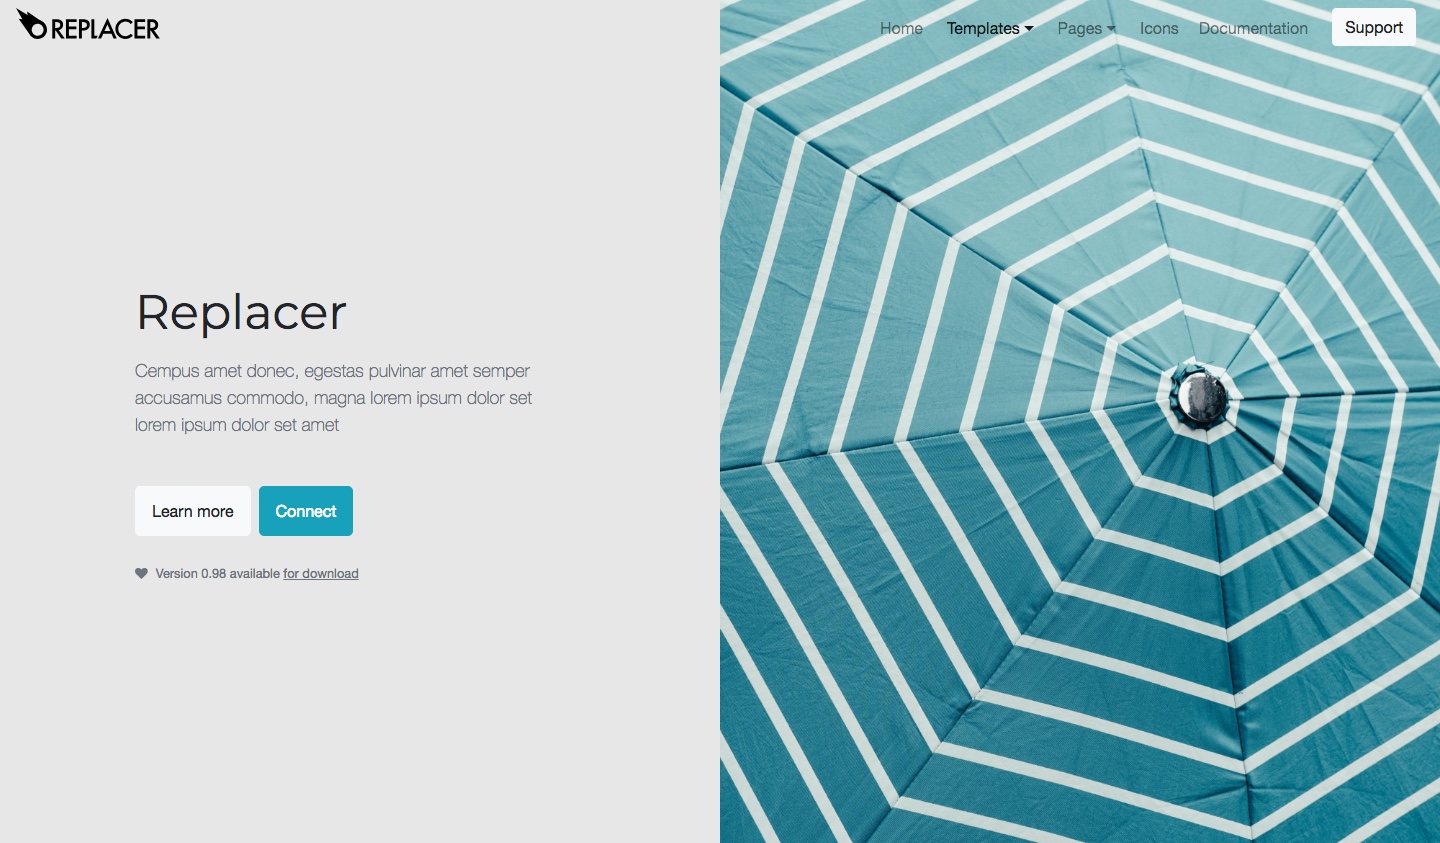 REPLACER
Home Templates Pages Icons Documentation Support
Replacer
Cempus amet donec, egestas pulvinar amet semper
accusamus commodo, magna lorem ipsum dolor set
lorem ipsum dolor set amet
Learn more Connect
Version 0.98 available for download